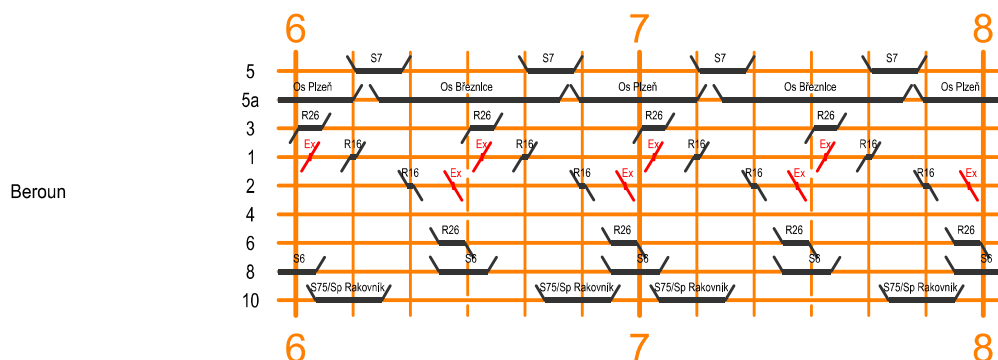 6 7 8
5 S7 S7 S7 S7
5a Os Plzeň Os Březnice Os Plzeň Os Březnice Os Plzeň
3 R26 R26 R26 R26
1 Ex R16 Ex R16 Ex R16 Ex R16
Beroun 2 R16 Ex R16 Ex R16 Ex R16 Ex
4
6 R26 R26 R26 R26
8 S6 S6 S6 S6 S6
10 S75/Sp Rakovník S75/Sp Rakovník S75/Sp Rakovník S75/Sp Rakovník
6 7 8